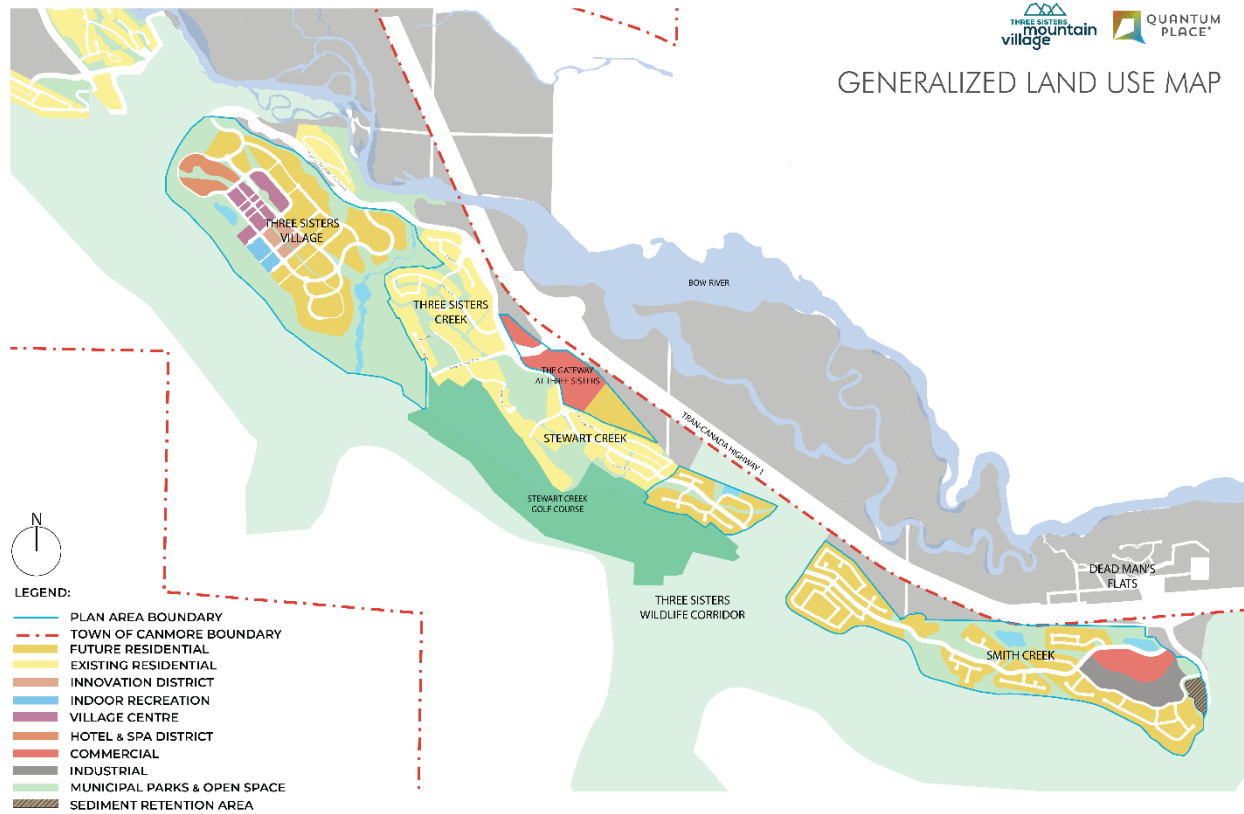 THREE SISTERS
mountain
village
QUANTUM
PLACE
GENERALIZED LAND USE MAP
THREE SISTERS
VILLAGE
THREE SISTERS
CREEK
BOW RIVER
THE GATEWAY
AT THREE SISTERS
STEWART CREEK
TRAN-CANADA HIGHWAY 1
STEWART CREEK
GOLF COURSE
DEAD MAN'S
FLATS
THREE SISTERS
WILDLIFE CORRIDOR
SMITH CREEK
N
LEGEND:
PLAN AREA BOUNDARY
TOWN OF CANMORE BOUNDARY
FUTURE RESIDENTIAL
EXISTING RESIDENTIAL
INNOVATION DISTRICT
INDOOR RECREATION
VILLAGE CENTRE
HOTEL & SPA DISTRICT
COMMERCIAL
INDUSTRIAL
MUNICIPAL PARKS & OPEN SPACE
SEDIMENT RETENTION AREA